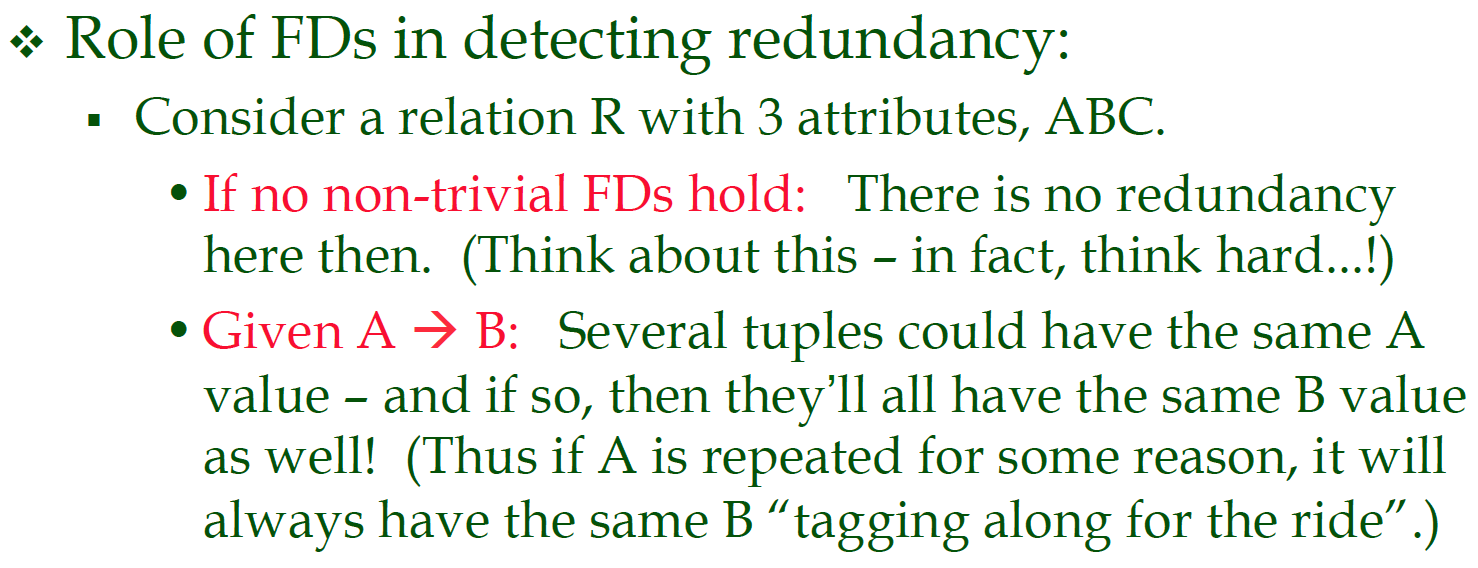 ❖ Role of FDs in detecting redundancy:
▪ Consider a relation R with 3 attributes, ABC.
• If no non-trivial FDs hold: There is no redundancy
here then. (Think about this – in fact, think hard...!)
• Given A → B: Several tuples could have the same A
value – and if so, then they’ll all have the same B value
as well! (Thus if A is repeated for some reason, it will
always have the same B “tagging along for the ride”.)